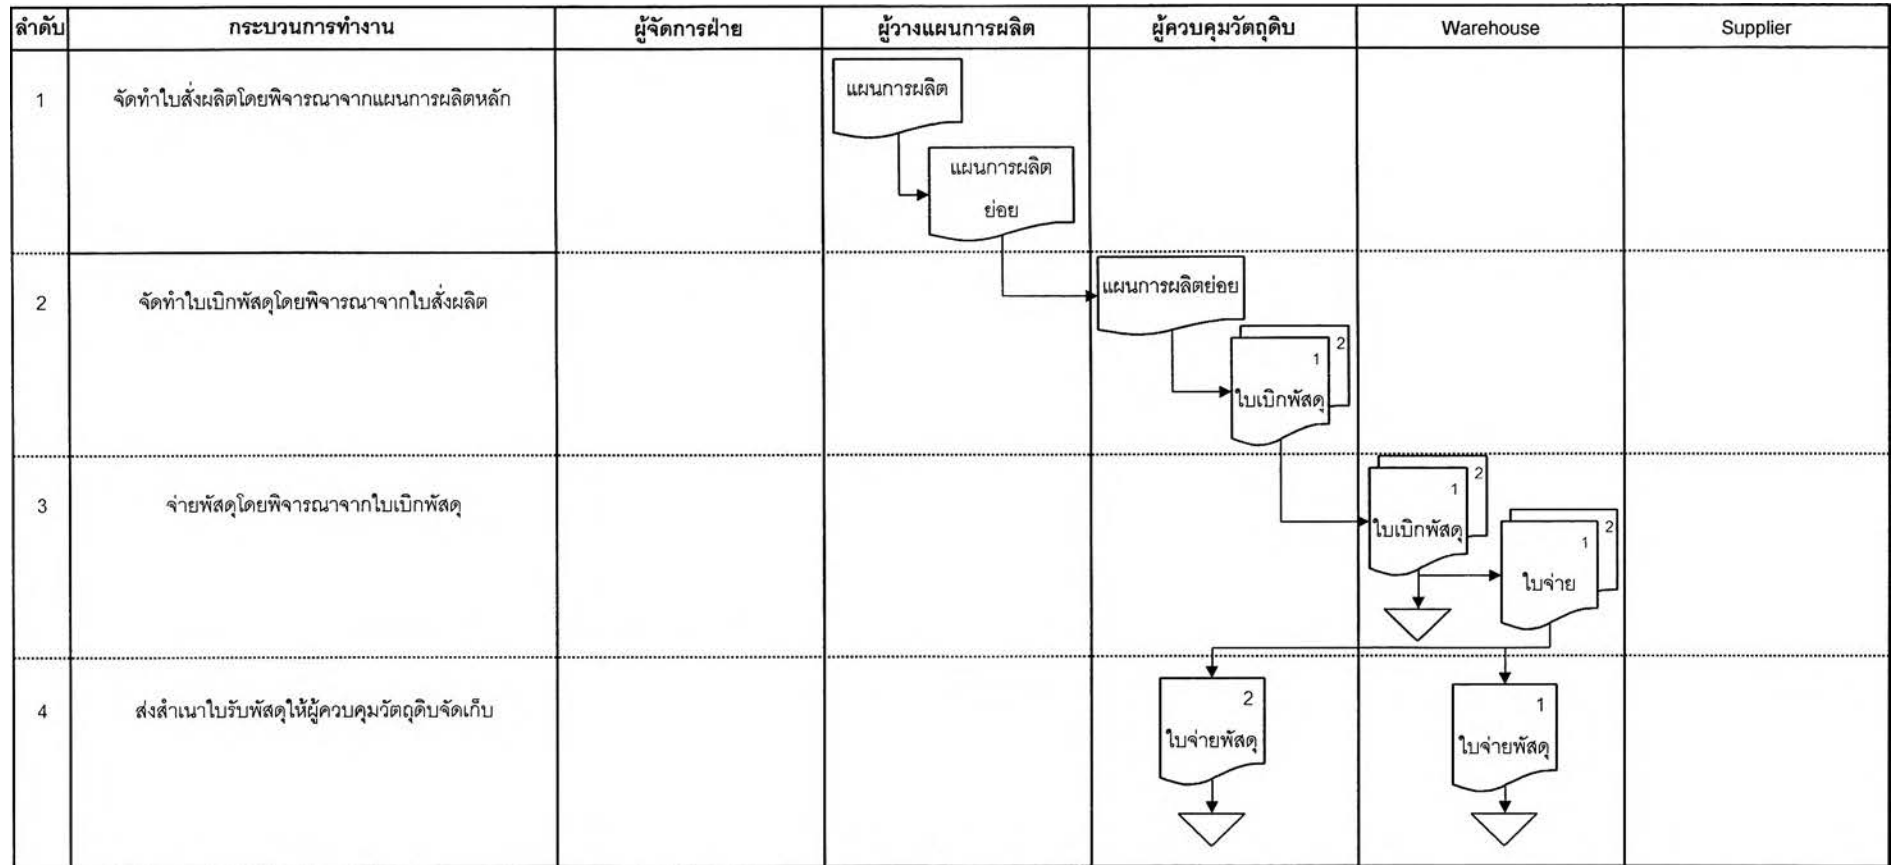 ลำดับ กระบวนการทำงาน ผู้จัดการฝ่าย ผู้วางแผนการผลิต ผู้ควบคุมวัตถุดิบ Warehouse Supplier
1 จัดทำใบสั่งผลิตโดยพิจารณาจากแผนการผลิตหลัก
แผนการผลิต
แผนการผลิต
ย่อย
2 จัดทำใบเบิกพัสดุโดยพิจารณาจากใบสั่งผลิต
แผนการผลิตย่อย
2
1
ใบเบิกพัสดุ
3 จ่ายพัสดุโดยพิจารณาจากใบเบิกพัสดุ
2
1
ใบเบิกพัสดุ
2
1
ใบจ่าย
4 ส่งสำเนาใบรับพัสดุให้ผู้ควบคุมวัตถุดิบจัดเก็บ
2
ใบจ่ายพัสดุ
1
ใบจ่ายพัสดุ